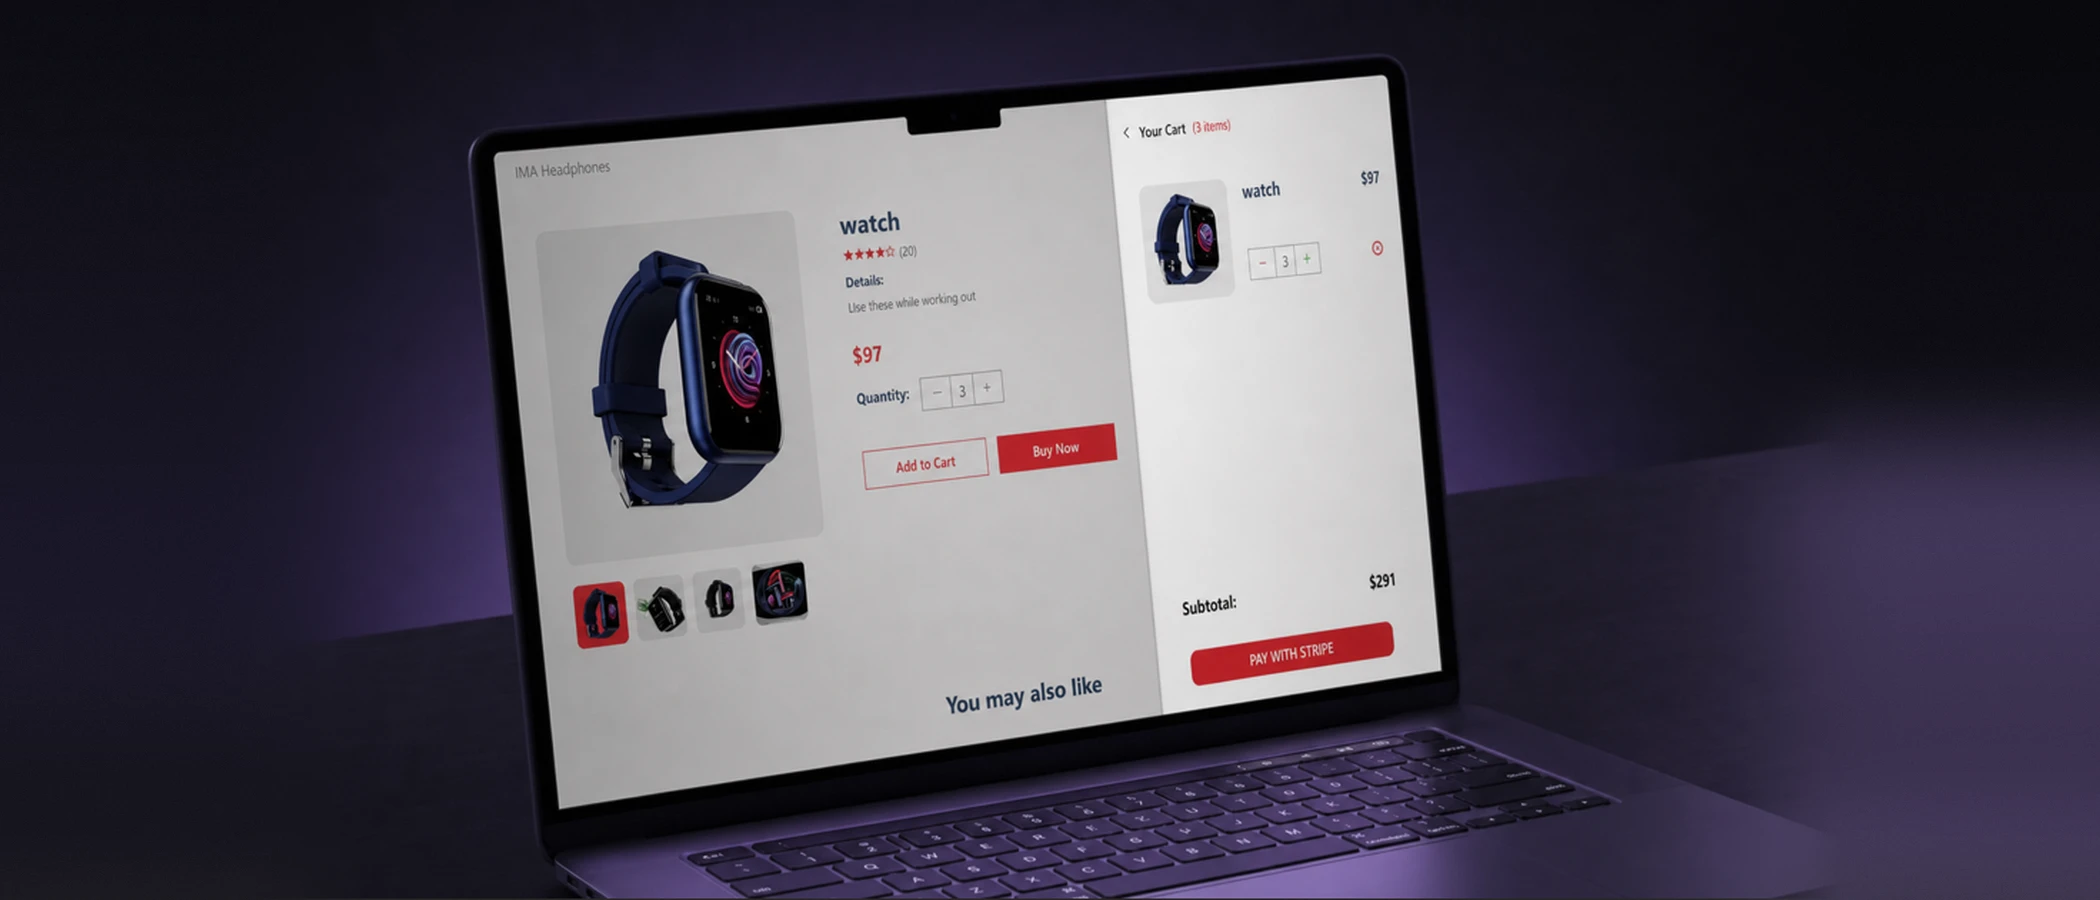 IMA Headphones
watch
(20)
Details:
Use these while working out
$97
Quantity:
− 3 +
Add to Cart
Buy Now
You may also like
Your Cart (3 items)
watch
$97
− 3 +
Subtotal:
$291
PAY WITH STRIPE